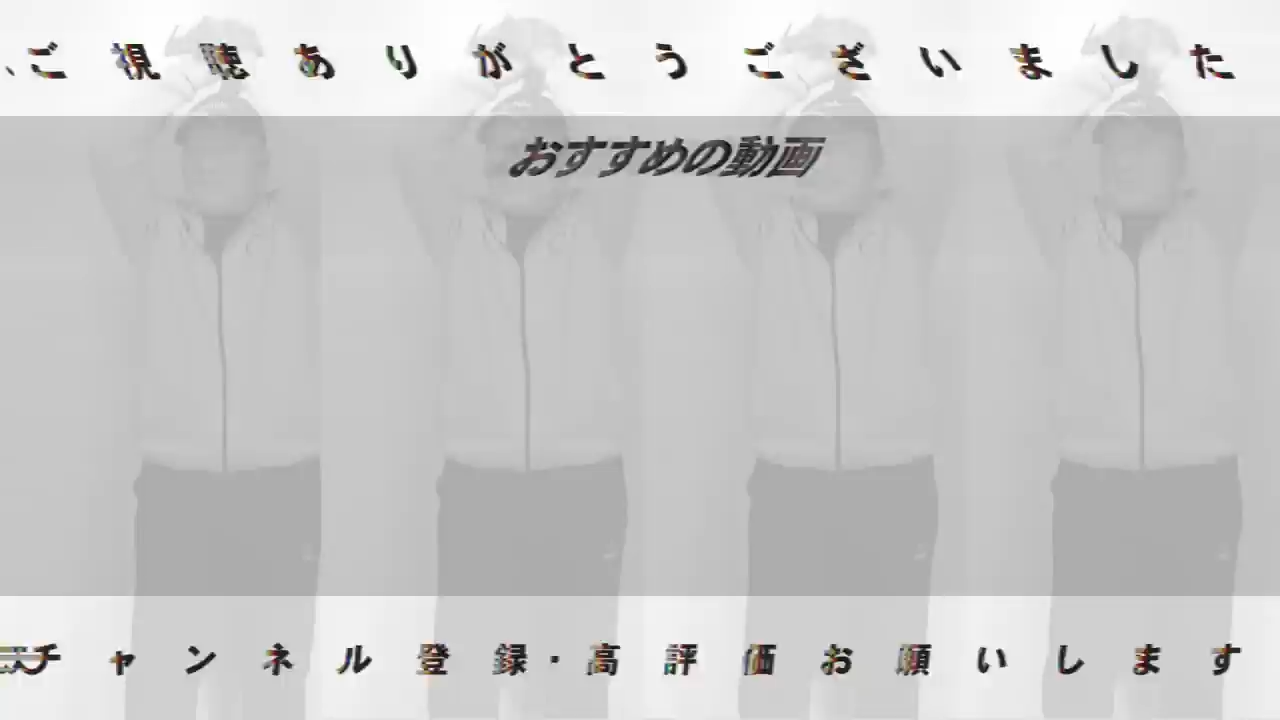 ご視聴ありがとうございました
おすすめの動画
チャンネル登録・高評価お願いします